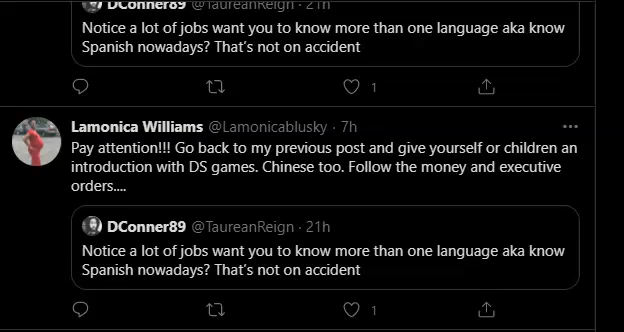 DConner89 @TaureanReign · 21h
Notice a lot of jobs want you to know more than one language aka know
Spanish nowadays? That's not on accident
1
Lamonica Williams @Lamonicablusky · 7h
Pay attention!!! Go back to my previous post and give yourself or children an
introduction with DS games. Chinese too. Follow the money and executive
orders....
DConner89 @TaureanReign · 21h
Notice a lot of jobs want you to know more than one language aka know
Spanish nowadays? That's not on accident
1